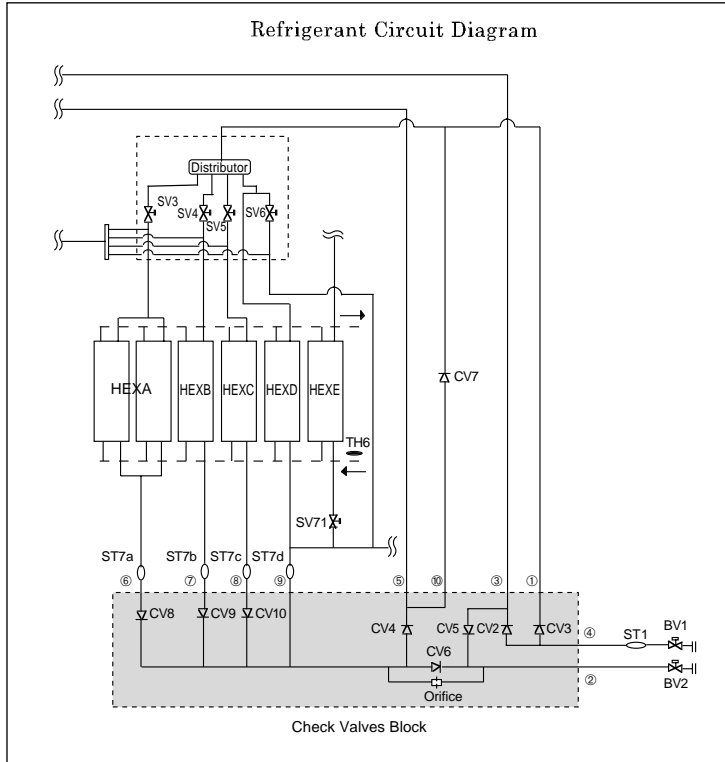 Refrigerant Circuit Diagram
Distributor
SV3
SV4
SV5
SV6
CV7
HEXA
HEXB
HEXC
HEXD
HEXE
TH6
SV71
ST7a
ST7b
ST7c
ST7d
⑥
⑦
⑧
⑨
⑤
⑩
③
①
CV8
CV9
CV10
CV4
CV5
CV2
CV3
④
ST1
BV1
CV6
②
BV2
Orifice
Check Valves Block